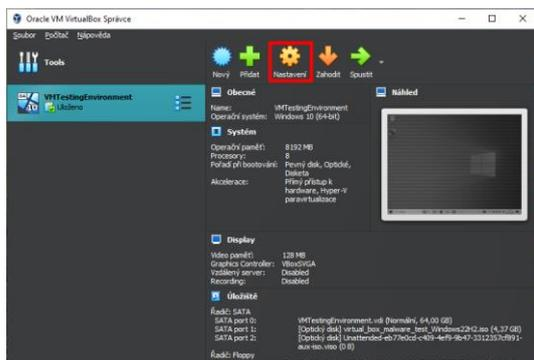 Oracle VM VirtualBox Správce
Soubor Počítač Nápověda
Tools
Nový Přidat Nastavení Zahodit Spustit
VMTestingEnvironment
Uloženo
Obecné
Name: VMTestingEnvironment
Operační systém: Windows 10 (64-bit)
Náhled
Systém
Operační paměť: 8192 MB
Procesory: 8
Pořadí při bootování: Pevný disk, Optické,
Disketa
Akcelerace: Přímý přístup k
hardware, Hyper-V
paravirtualizace
Display
Video paměť: 128 MB
Graphics Controller: VBoxSVGA
Vzdálený server: Disabled
Recording: Disabled
Úložiště
Řadič: SATA
SATA port 0: VMTestingEnvironment.vdi (Normální, 64,00 GB)
SATA port 1: [Optický disk] virtual_box_malware_test_Windows22H2.iso (4,37 GB)
SATA port 2: [Optický disk] Unattended-eb77e0cd-c409-4ef9-9b47-3312357cf891-
aux-iso.viso (0 B)
Řadič: Floppy